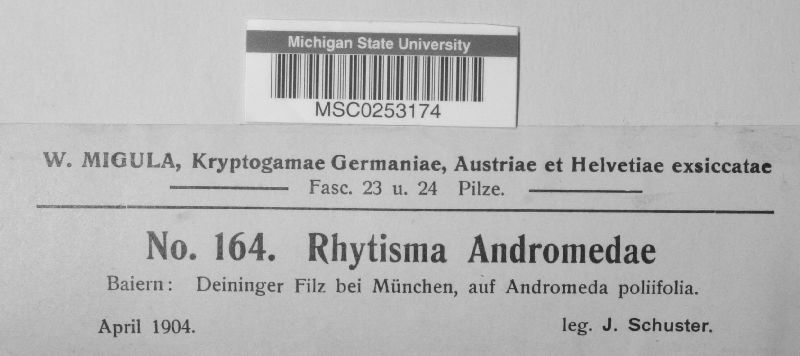 Michigan State University
MSC0253174
W. MIGULA, Kryptogamae Germaniae, Austriae et Helvetiae exsiccatae
Fasc. 23 u. 24 Pilze.
No. 164. Rhytisma Andromedae
Baiern: Deininger Filz bei München, auf Andromeda poliifolia.
April 1904. leg. J. Schuster.